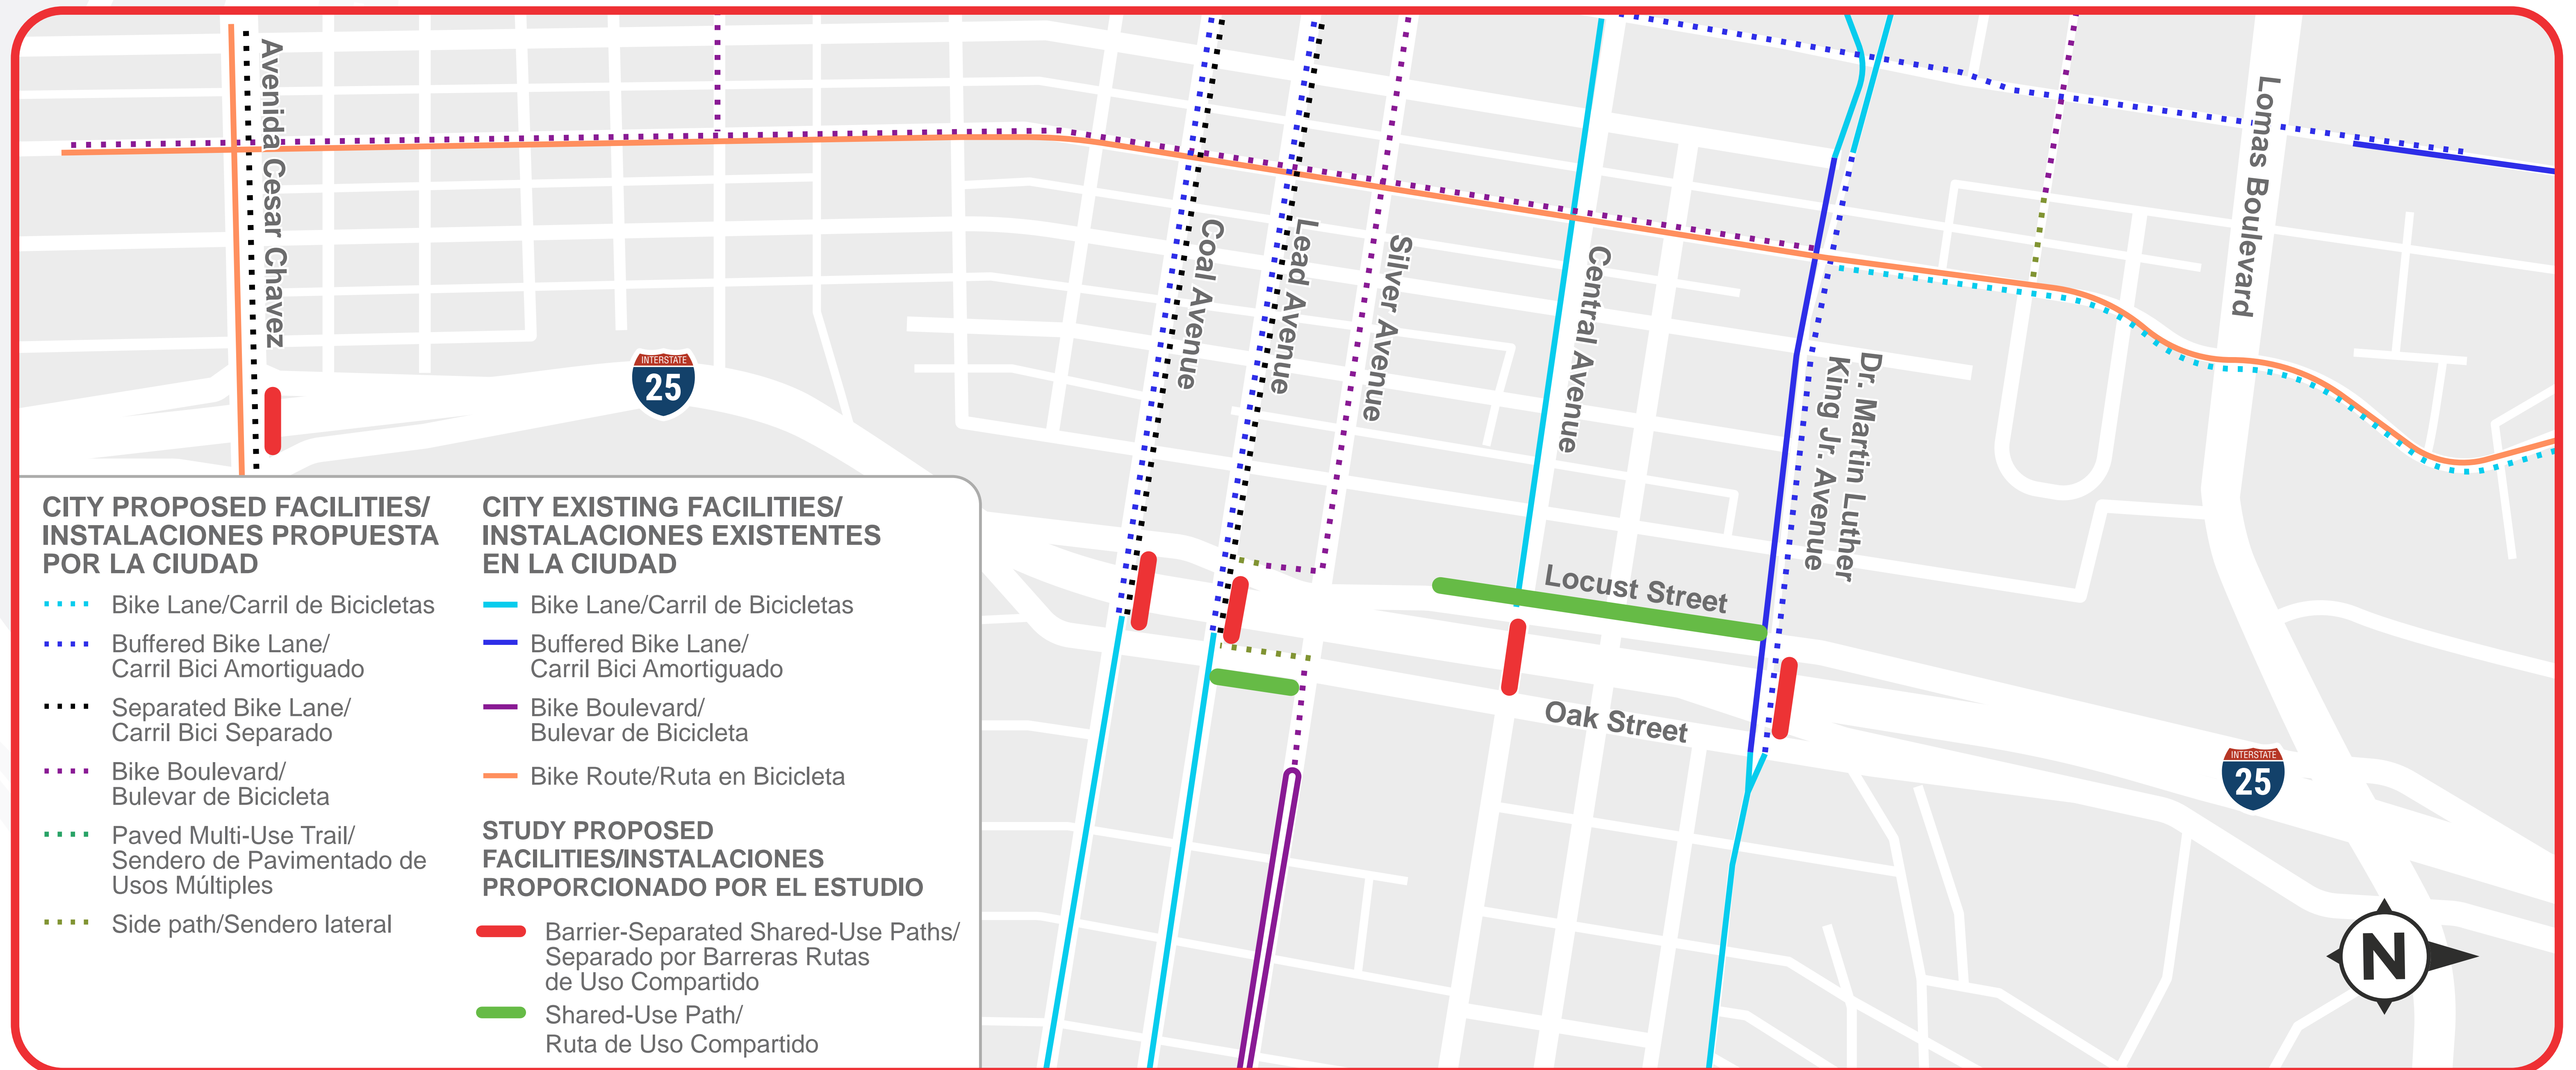 Avenida Cesar Chavez
INTERSTATE
25
Coal Avenue
Lead Avenue
Silver Avenue
Central Avenue
Dr. Martin Luther
King Jr. Avenue
Lomas Boulevard
Locust Street
Oak Street
INTERSTATE
25
N
CITY PROPOSED FACILITIES/
INSTALACIONES PROPUESTA
POR LA CIUDAD
Bike Lane/Carril de Bicicletas
Buffered Bike Lane/
Carril Bici Amortiguado
Separated Bike Lane/
Carril Bici Separado
Bike Boulevard/
Bulevar de Bicicleta
Paved Multi-Use Trail/
Sendero de Pavimentado de
Usos Múltiples
Side path/Sendero lateral
CITY EXISTING FACILITIES/
INSTALACIONES EXISTENTES
EN LA CIUDAD
Bike Lane/Carril de Bicicletas
Buffered Bike Lane/
Carril Bici Amortiguado
Bike Boulevard/
Bulevar de Bicicleta
Bike Route/Ruta en Bicicleta
STUDY PROPOSED
FACILITIES/INSTALACIONES
PROPORCIONADO POR EL ESTUDIO
Barrier-Separated Shared-Use Paths/
Separado por Barreras Rutas
de Uso Compartido
Shared-Use Path/
Ruta de Uso Compartido